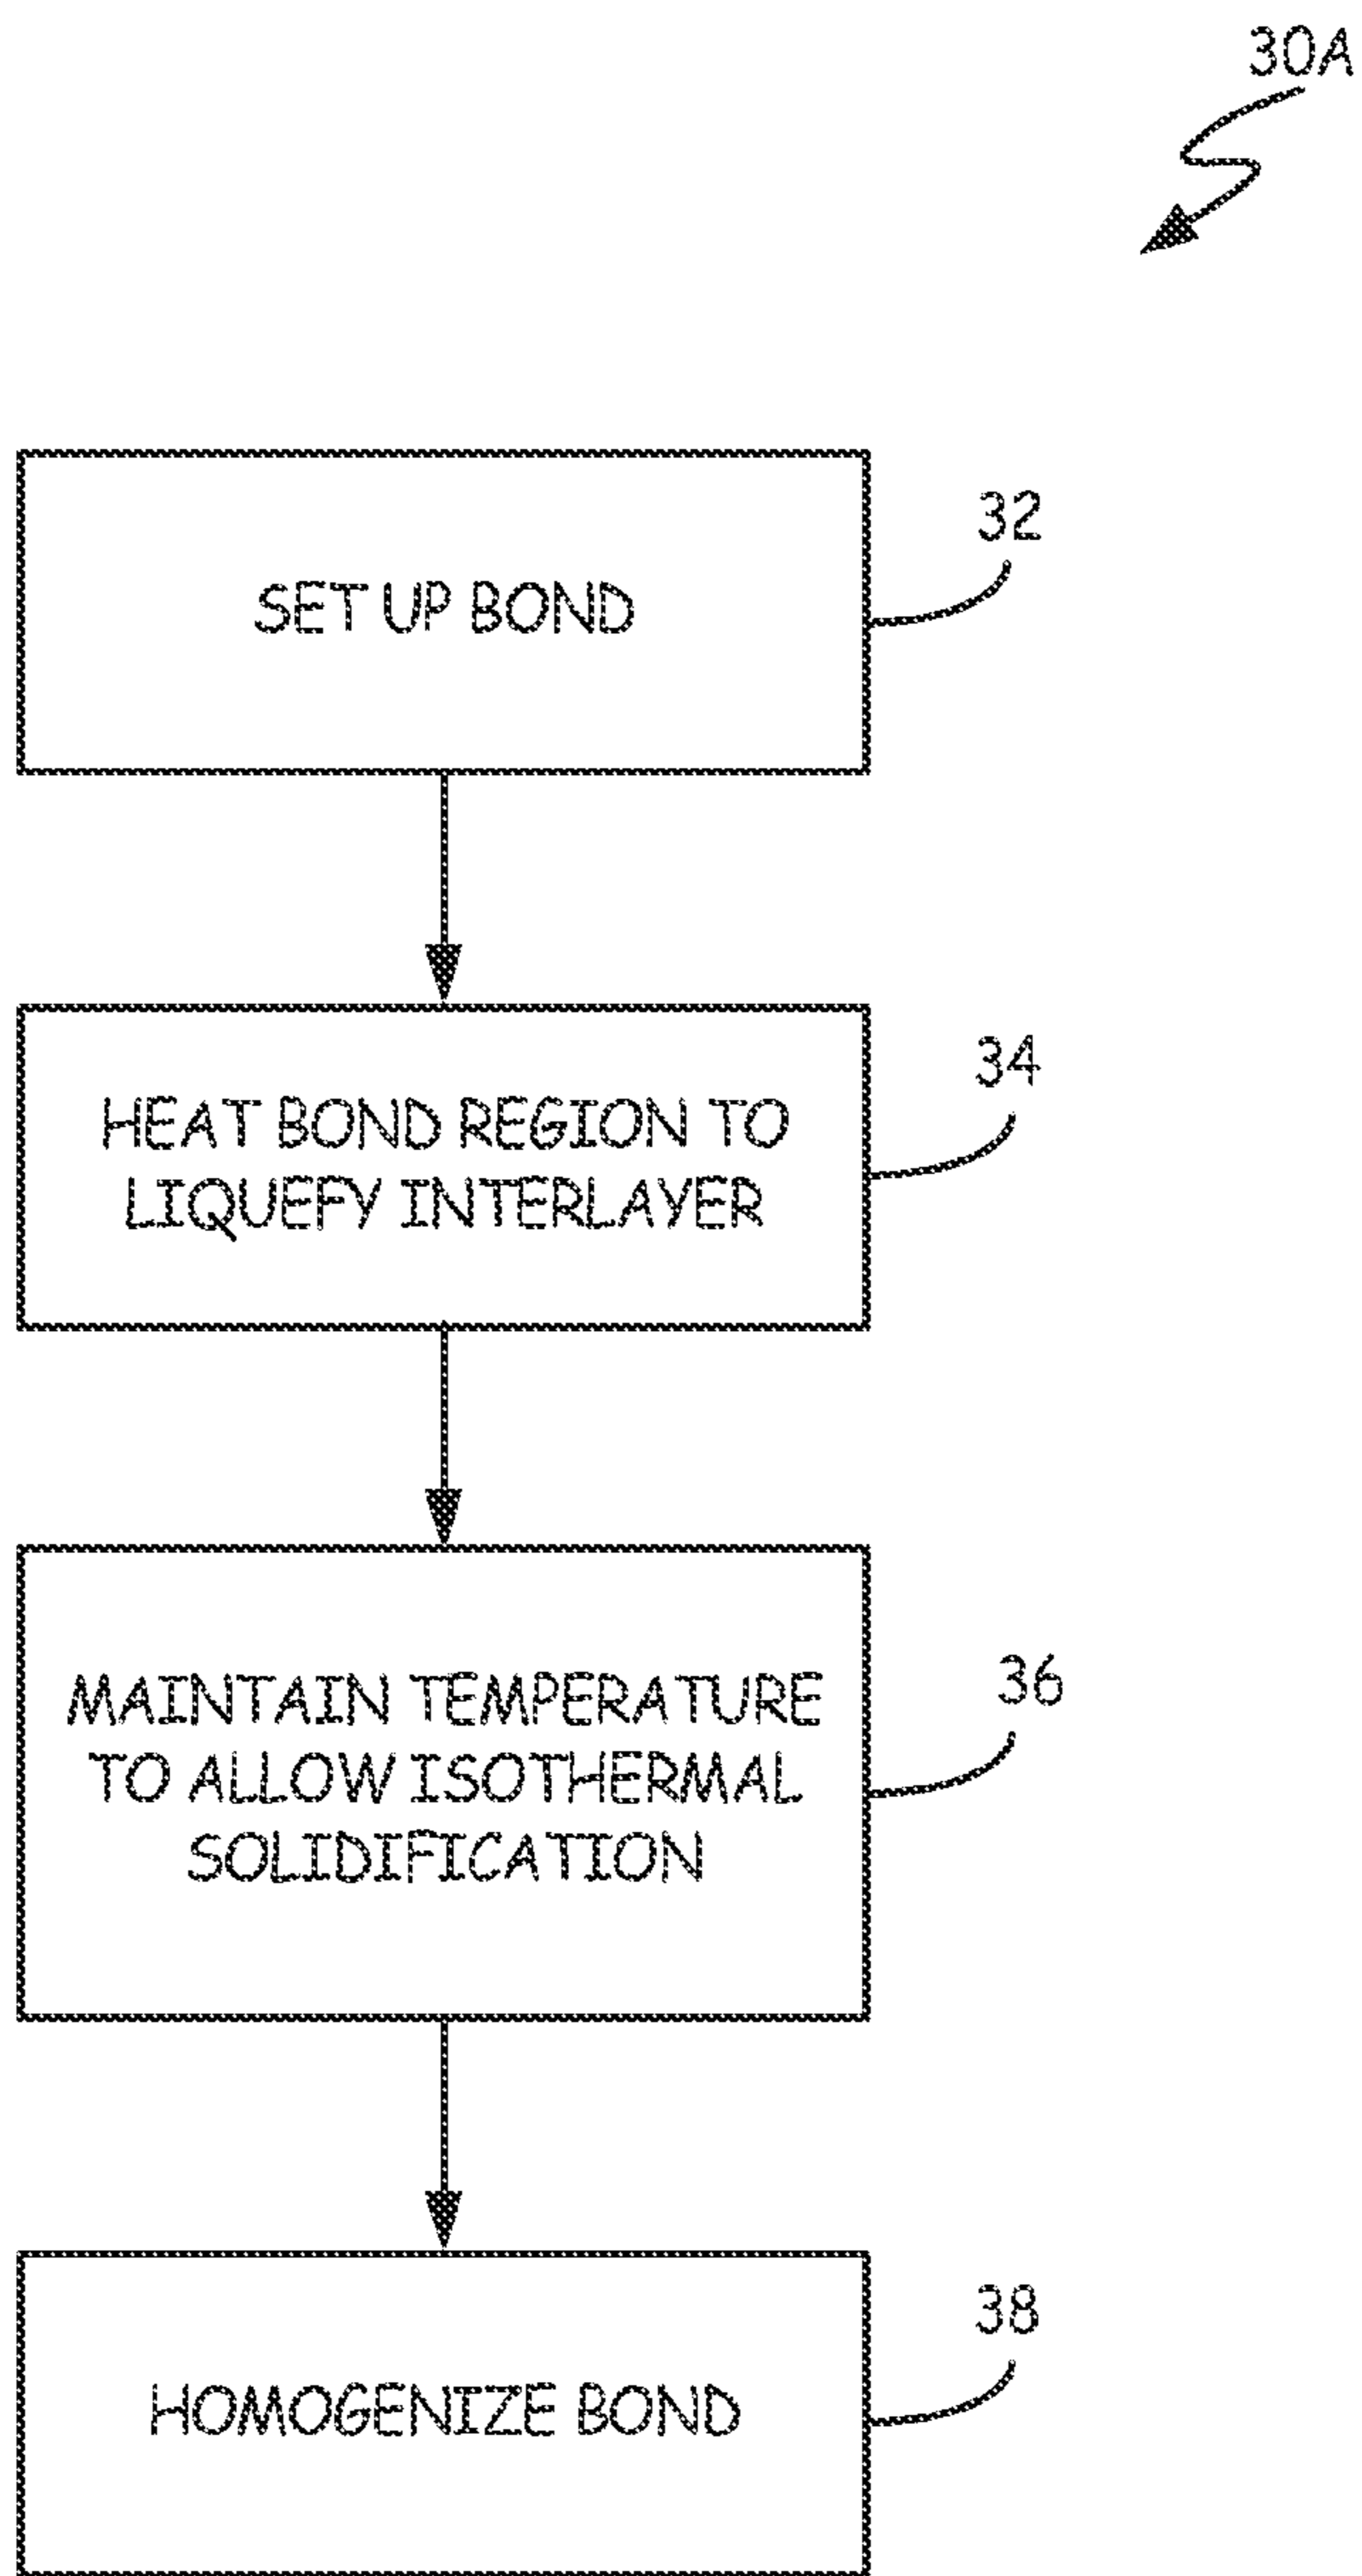 30A
SET UP BOND
32
HEAT BOND REGION TO
LIQUEFY INTERLAYER
34
MAINTAIN TEMPERATURE
TO ALLOW ISOTHERMAL
SOLIDIFICATION
36
HOMOGENIZE BOND
38